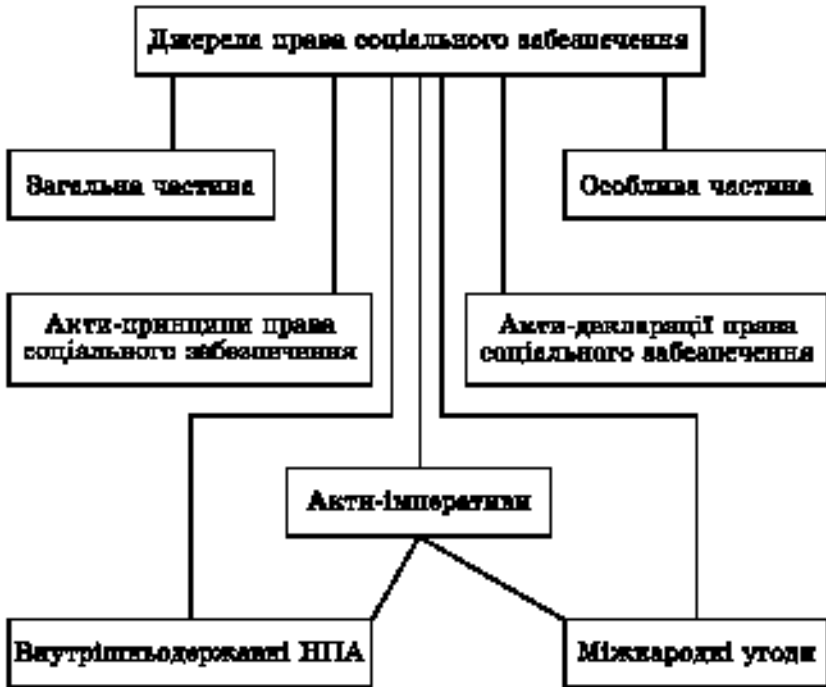 Джерела права соціального забезпечення
Загальна частина
Особлива частина
Акти-принципи права
соціального забезпечення
Акти-декларації права
соціального забезпечення
Акти-імперативи
Внутрішньодержавні НПА
Міжнародні угоди